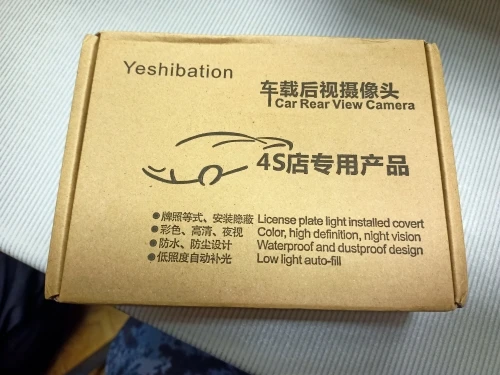 Yeshibation
车载后视摄像头
Car Rear View Camera
4S店专用产品
●牌照等式、安装隐蔽 License plate light installed covert
●彩色、高清、夜视 Color, high definition, night vision
●防水、防尘设计 Waterproof and dustproof design
●低照度自动补光 Low light auto-fill